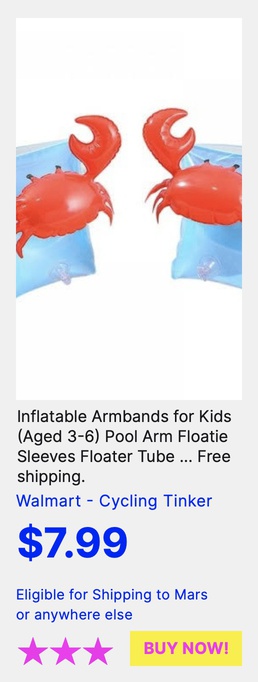 Inflatable Armbands for Kids
(Aged 3-6) Pool Arm Floatie
Sleeves Floater Tube ... Free
shipping.
Walmart - Cycling Tinker
$7.99
Eligible for Shipping to Mars
or anywhere else
BUY NOW!